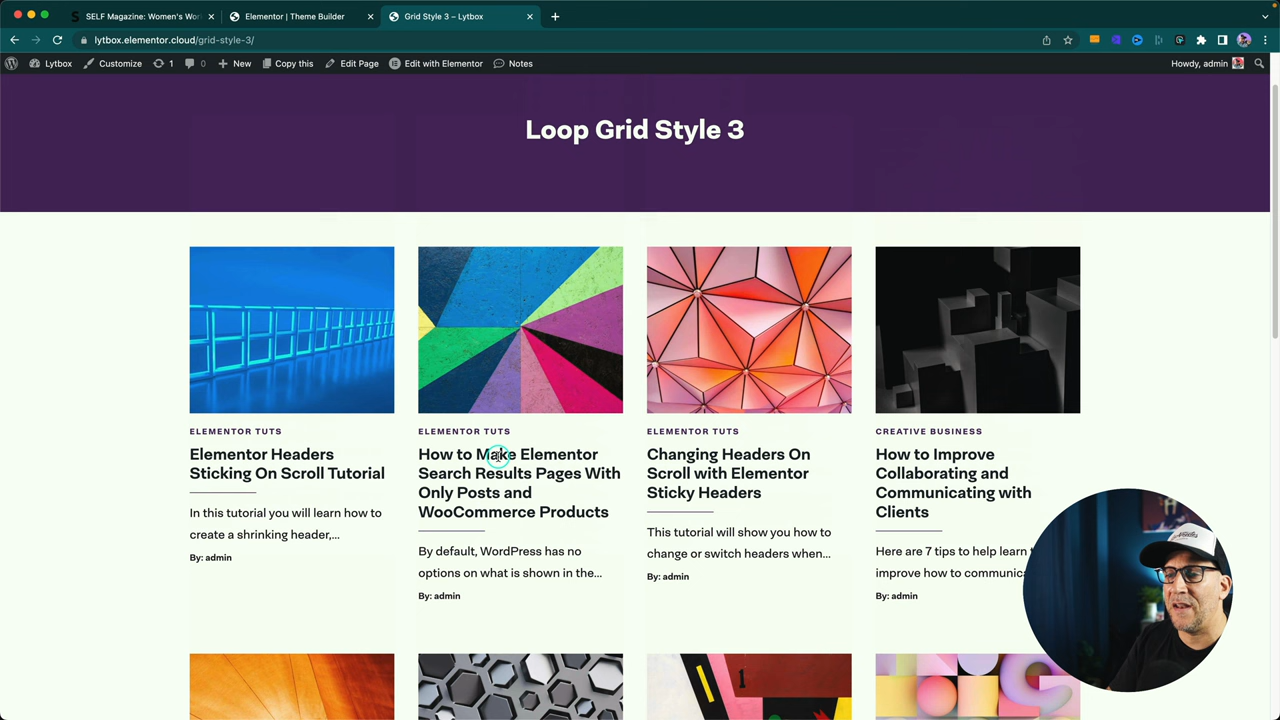 SELF Magazine: Women's Wo
Elementor | Theme Builder
Grid Style 3 – Lytbox
lytbox.elementor.cloud/grid-style-3/
Lytbox
Customize
1
0
New
Copy this
Edit Page
Edit with Elementor
Notes
Howdy, admin
Loop Grid Style 3
ELEMENTOR TUTS
Elementor Headers
Sticking On Scroll Tutorial
In this tutorial you will learn how to
create a shrinking header,...
By: admin
ELEMENTOR TUTS
How to Make Elementor
Search Results Pages With
Only Posts and
WooCommerce Products
By default, WordPress has no
options on what is shown in the...
By: admin
ELEMENTOR TUTS
Changing Headers On
Scroll with Elementor
Sticky Headers
This tutorial will show you how to
change or switch headers when...
By: admin
CREATIVE BUSINESS
How to Improve
Collaborating and
Communicating with
Clients
Here are 7 tips to help learn
improve how to communica
By: admin
1